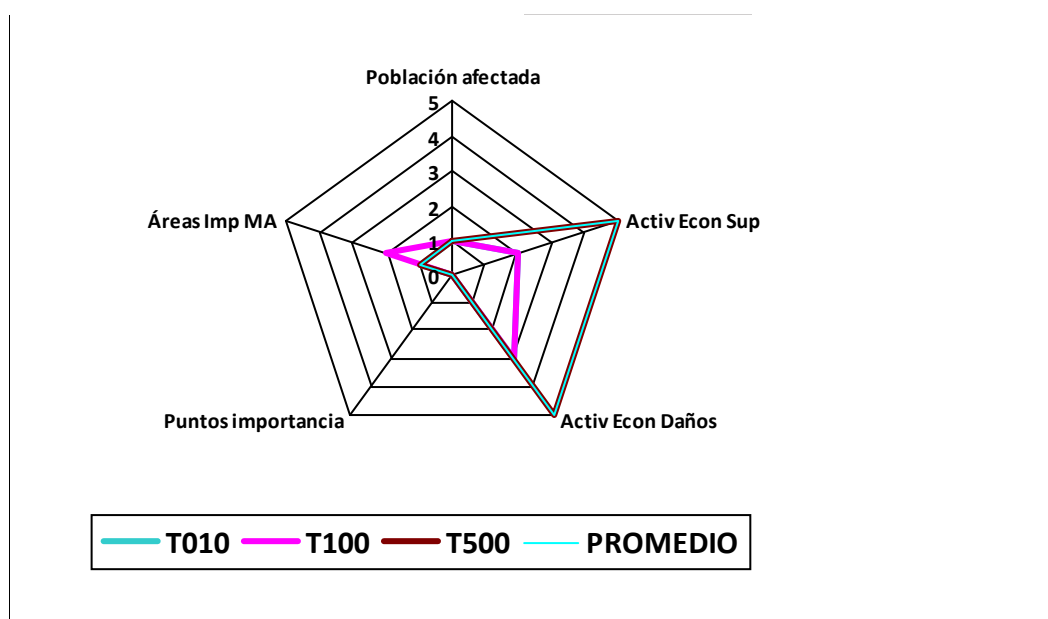 Población afectada
5
4
3
2
1
0
Áreas Imp MA
Activ Econ Sup
Puntos importancia
Activ Econ Daños
T010 T100 T500 PROMEDIO